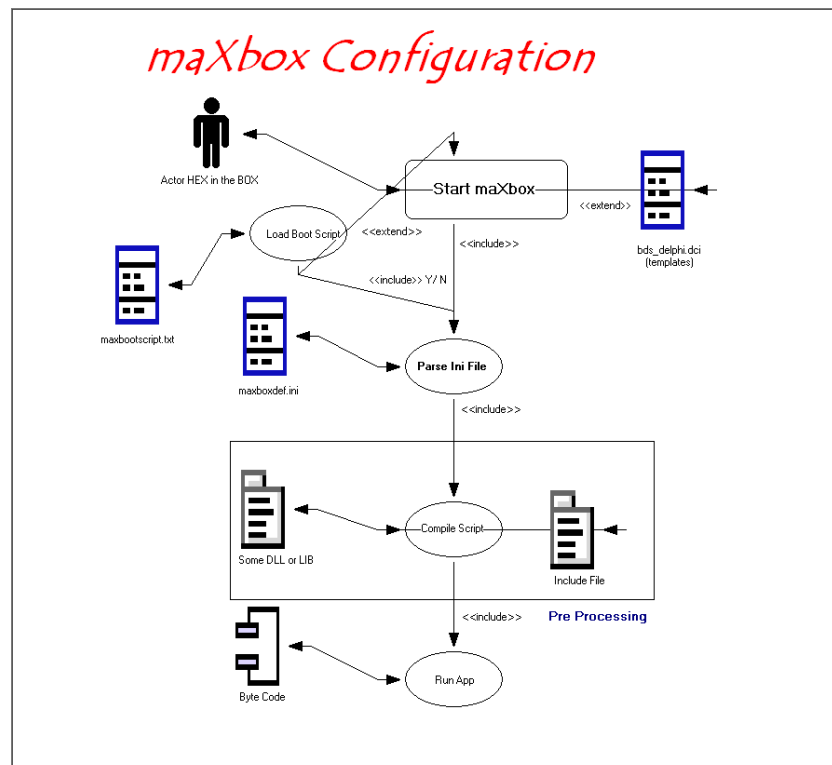 maXbox Configuration
Actor HEX in the BOX
Start maXbox
<<extend>>
bds_delphi.dci
(templates)
Load Boot Script
<<extend>>
<<include>>
<<include>> Y/N
maxbootscript.txt
maxboxdef.ini
Parse Ini File
<<include>>
Some DLL or LIB
Compile Script
Include File
<<include>>
Pre Processing
Byte Code
Run App